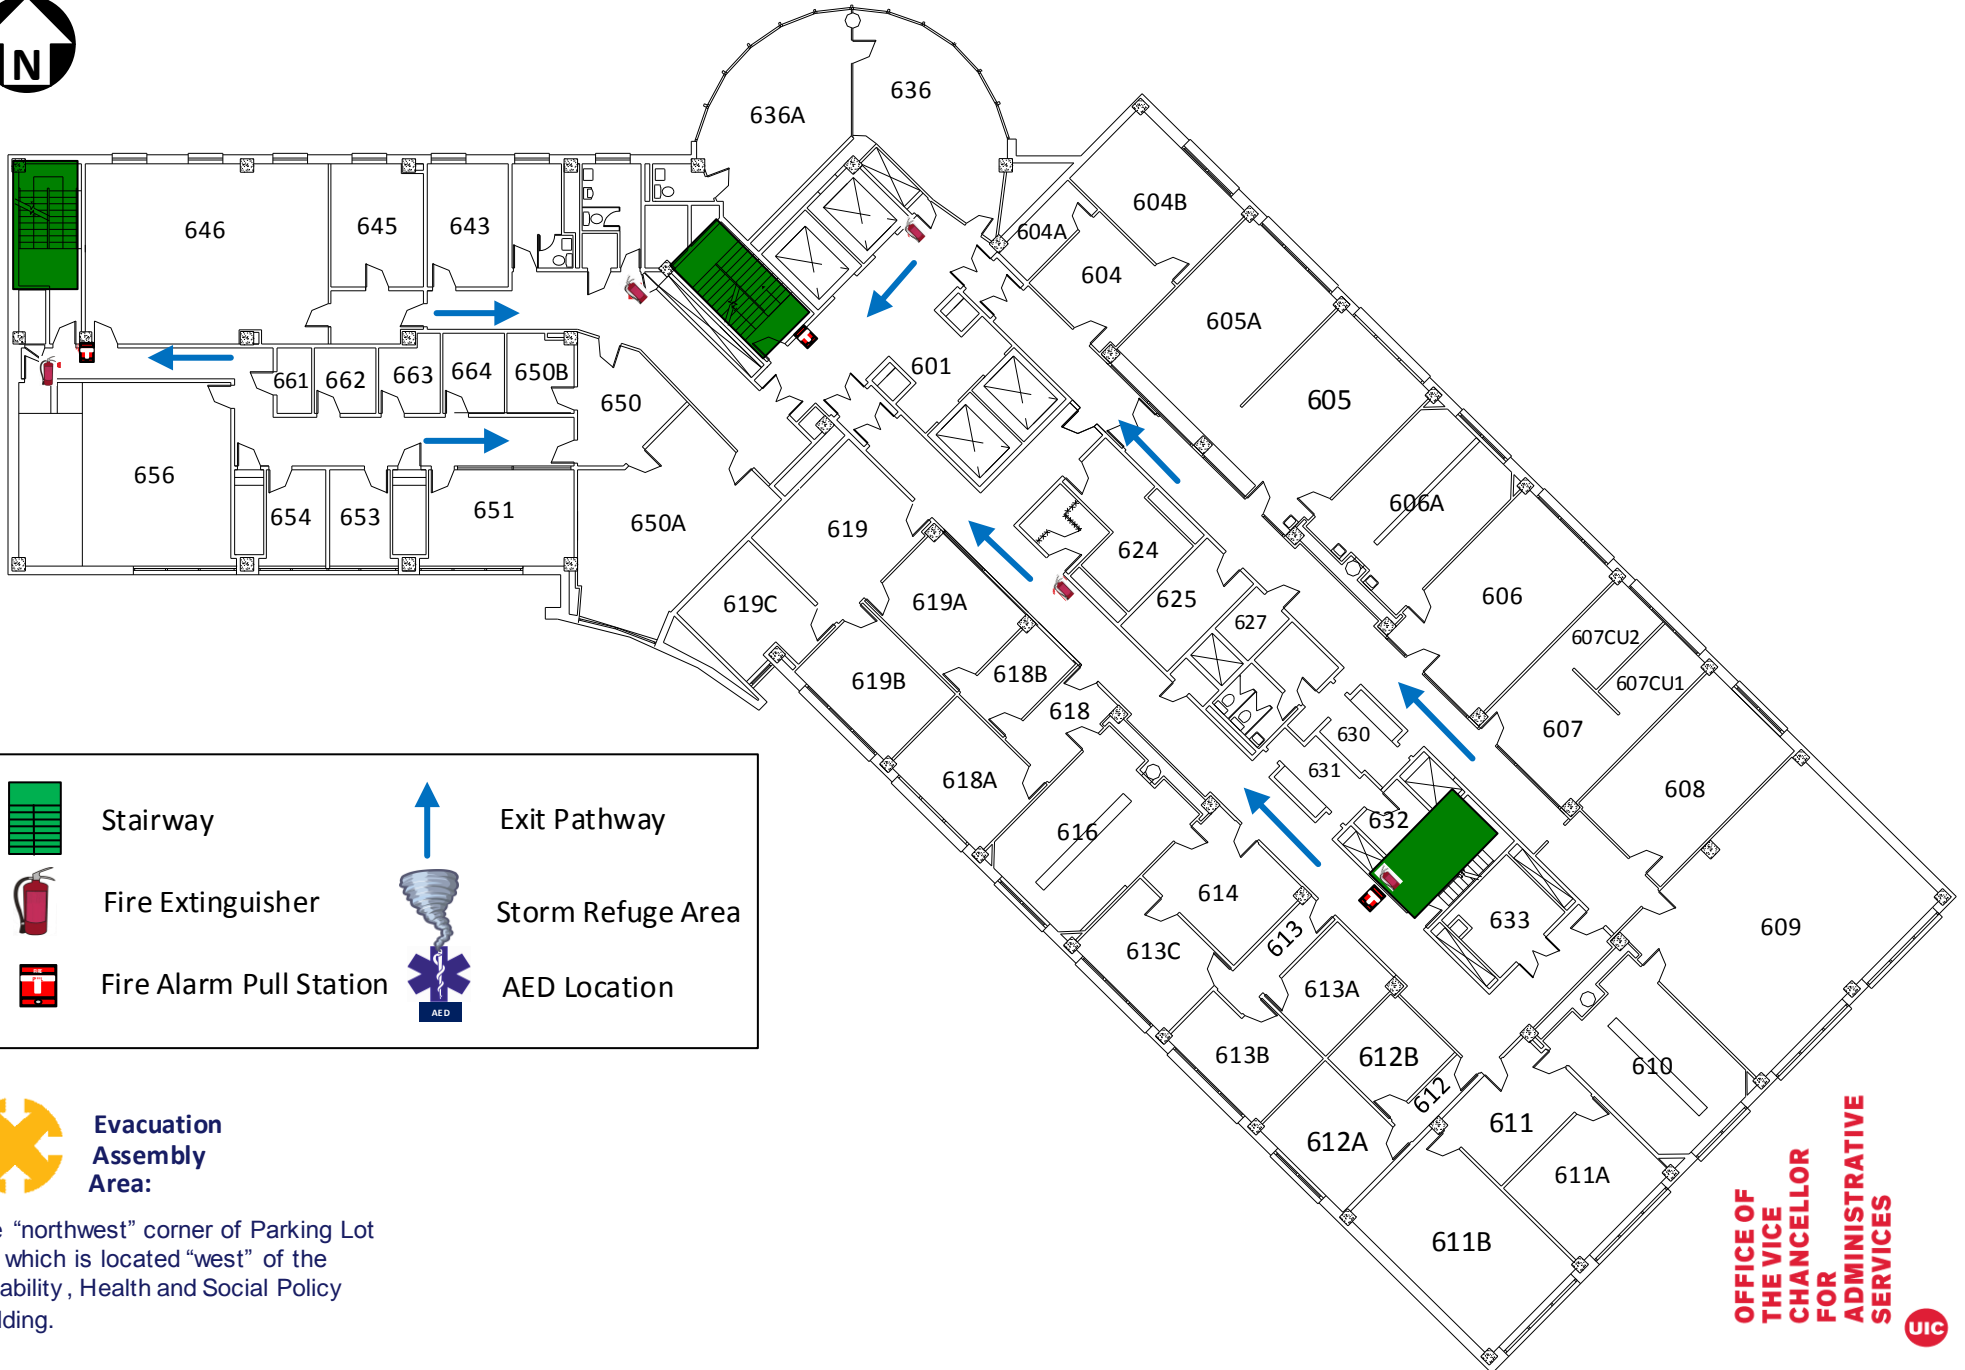 N
636
636A
604B
646
645
643
604A
604
605A
601
605
661
662
663
664
650B
650
656
654
653
651
650A
619
606A
624
606
619C
619A
625
627
607CU2
607CU1
619B
618B
618
630
607
631
618A
608
616
632
614
633
609
613C
613
613A
613B
612B
612
610
612A
611
611A
611B
Stairway
Exit Pathway
Fire Extinguisher
Storm Refuge Area
Fire Alarm Pull Station
AED Location
AED
Evacuation
Assembly
Area:
“northwest” corner of Parking Lot
which is located “west” of the
ability, Health and Social Policy
lding.
OFFICE OF
THE VICE
CHANCELLOR
FOR
ADMINISTRATIVE
SERVICES
UIC